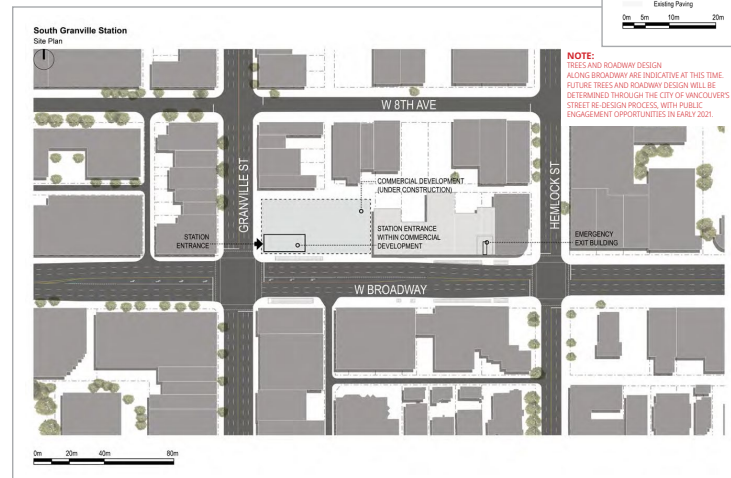 Existing Paving
0m 5m 10m 20m
South Granville Station
Site Plan
NOTE:
TREES AND ROADWAY DESIGN
ALONG BROADWAY ARE INDICATIVE AT THIS TIME.
FUTURE TREES AND ROADWAY DESIGN WILL BE
DETERMINED THROUGH THE CITY OF VANCOUVER'S
STREET RE-DESIGN PROCESS, WITH PUBLIC
ENGAGEMENT OPPORTUNITIES IN EARLY 2021.
W 8TH AVE
GRANVILLE ST
HEMLOCK ST
COMMERCIAL DEVELOPMENT
(UNDER CONSTRUCTION)
STATION
ENTRANCE
STATION ENTRANCE
WITHIN COMMERCIAL
DEVELOPMENT
EMERGENCY
EXIT BUILDING
W BROADWAY
0m 20m 40m 80m